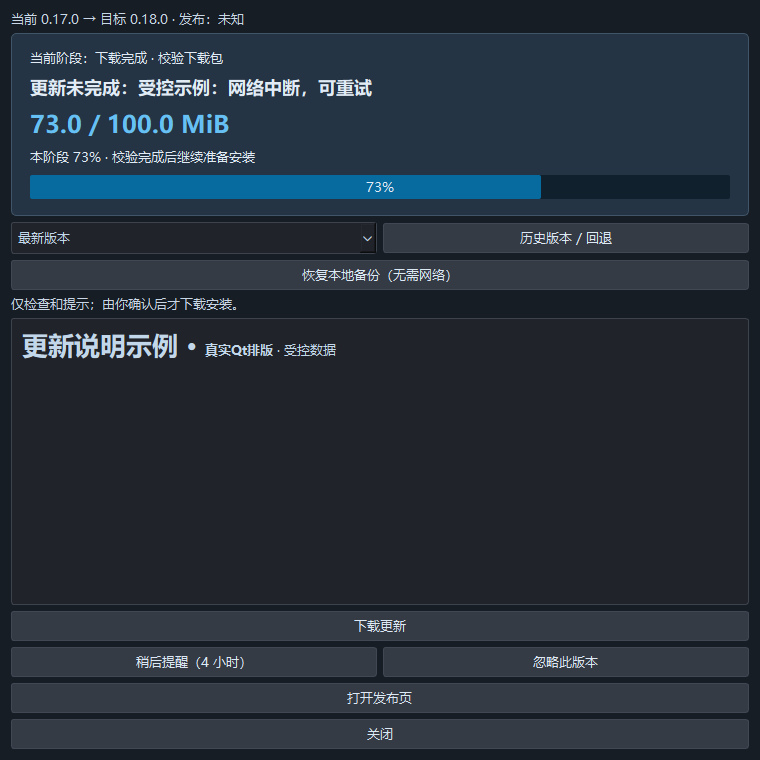 当前 0.17.0 → 目标 0.18.0 · 发布：未知
当前阶段：下载完成 · 校验下载包
更新未完成：受控示例：网络中断，可重试
73.0 / 100.0 MiB
本阶段 73% · 校验完成后继续准备安装
73%
最新版本
历史版本 / 回退
恢复本地备份（无需网络）
仅检查和提示；由你确认后才下载安装。
更新说明示例 • 真实Qt排版 · 受控数据
下载更新
稍后提醒（4 小时）
忽略此版本
打开发布页
关闭